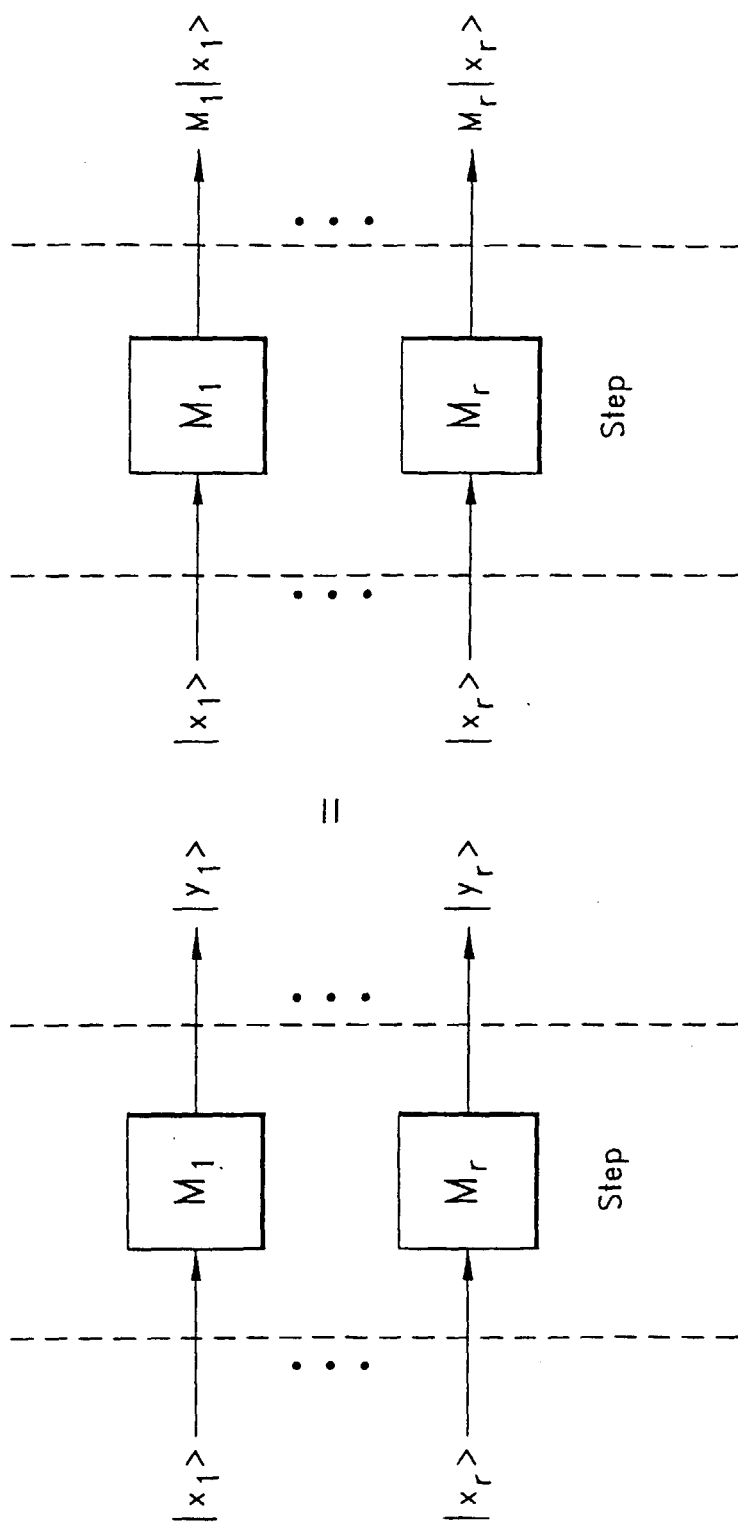 |x₁> M₁ |y₁> = |x₁> M₁ M₁|x₁>
|xᵣ> Mᵣ |yᵣ> |xᵣ> Mᵣ Mᵣ|xᵣ>
Step Step